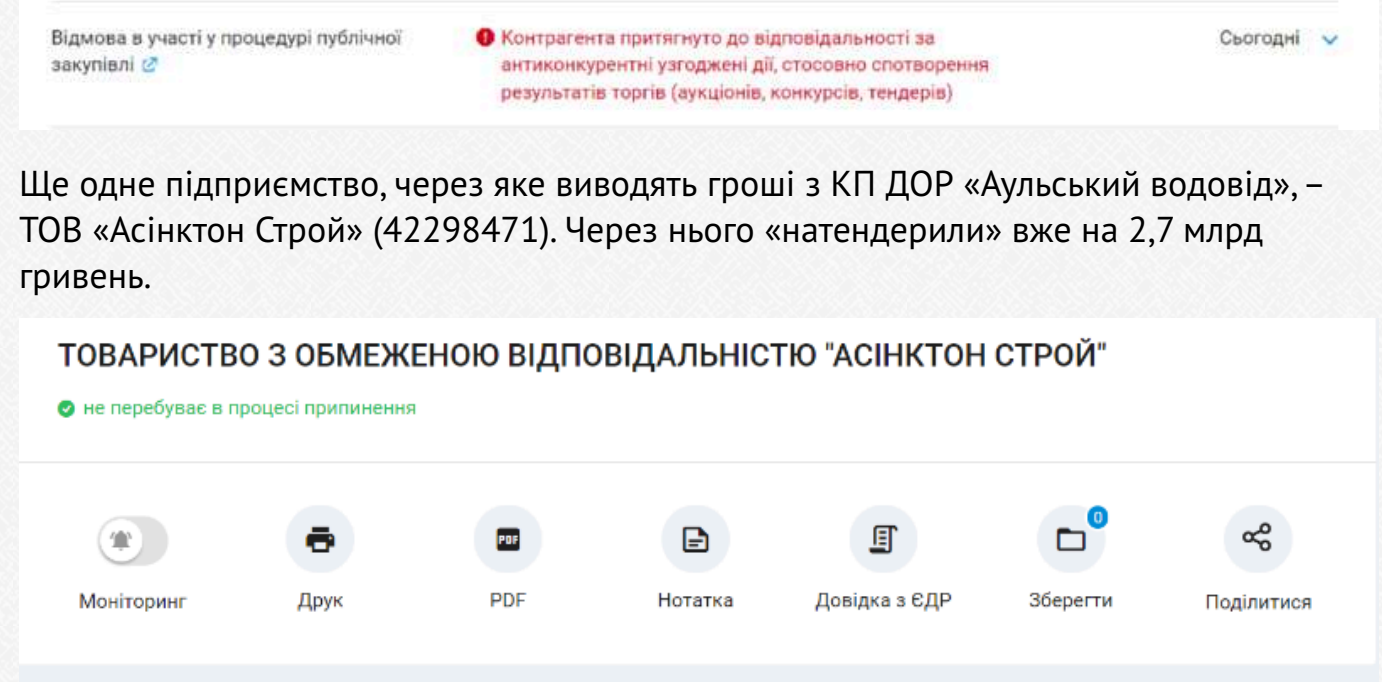 Відмова в участі у процедурі публічної
закупівлі
Контрагента притягнуто до відповідальності за
антиконкурентні узгоджені дії, стосовно спотворення
результатів торгів (аукціонів, конкурсів, тендерів)
Сьогодні
Ще одне підприємство, через яке виводять гроші з КП ДОР «Аульський водовід», –
ТОВ «Асінктон Строй» (42298471). Через нього «натендерили» вже на 2,7 млрд
гривень.
ТОВАРИСТВО З ОБМЕЖЕНОЮ ВІДПОВІДАЛЬНІСТЮ "АСІНКТОН СТРОЙ"
не перебуває в процесі припинення
PDF
0
Моніторинг
Друк
PDF
Нотатка
Довідка з ЄДР
Зберегти
Поділитися